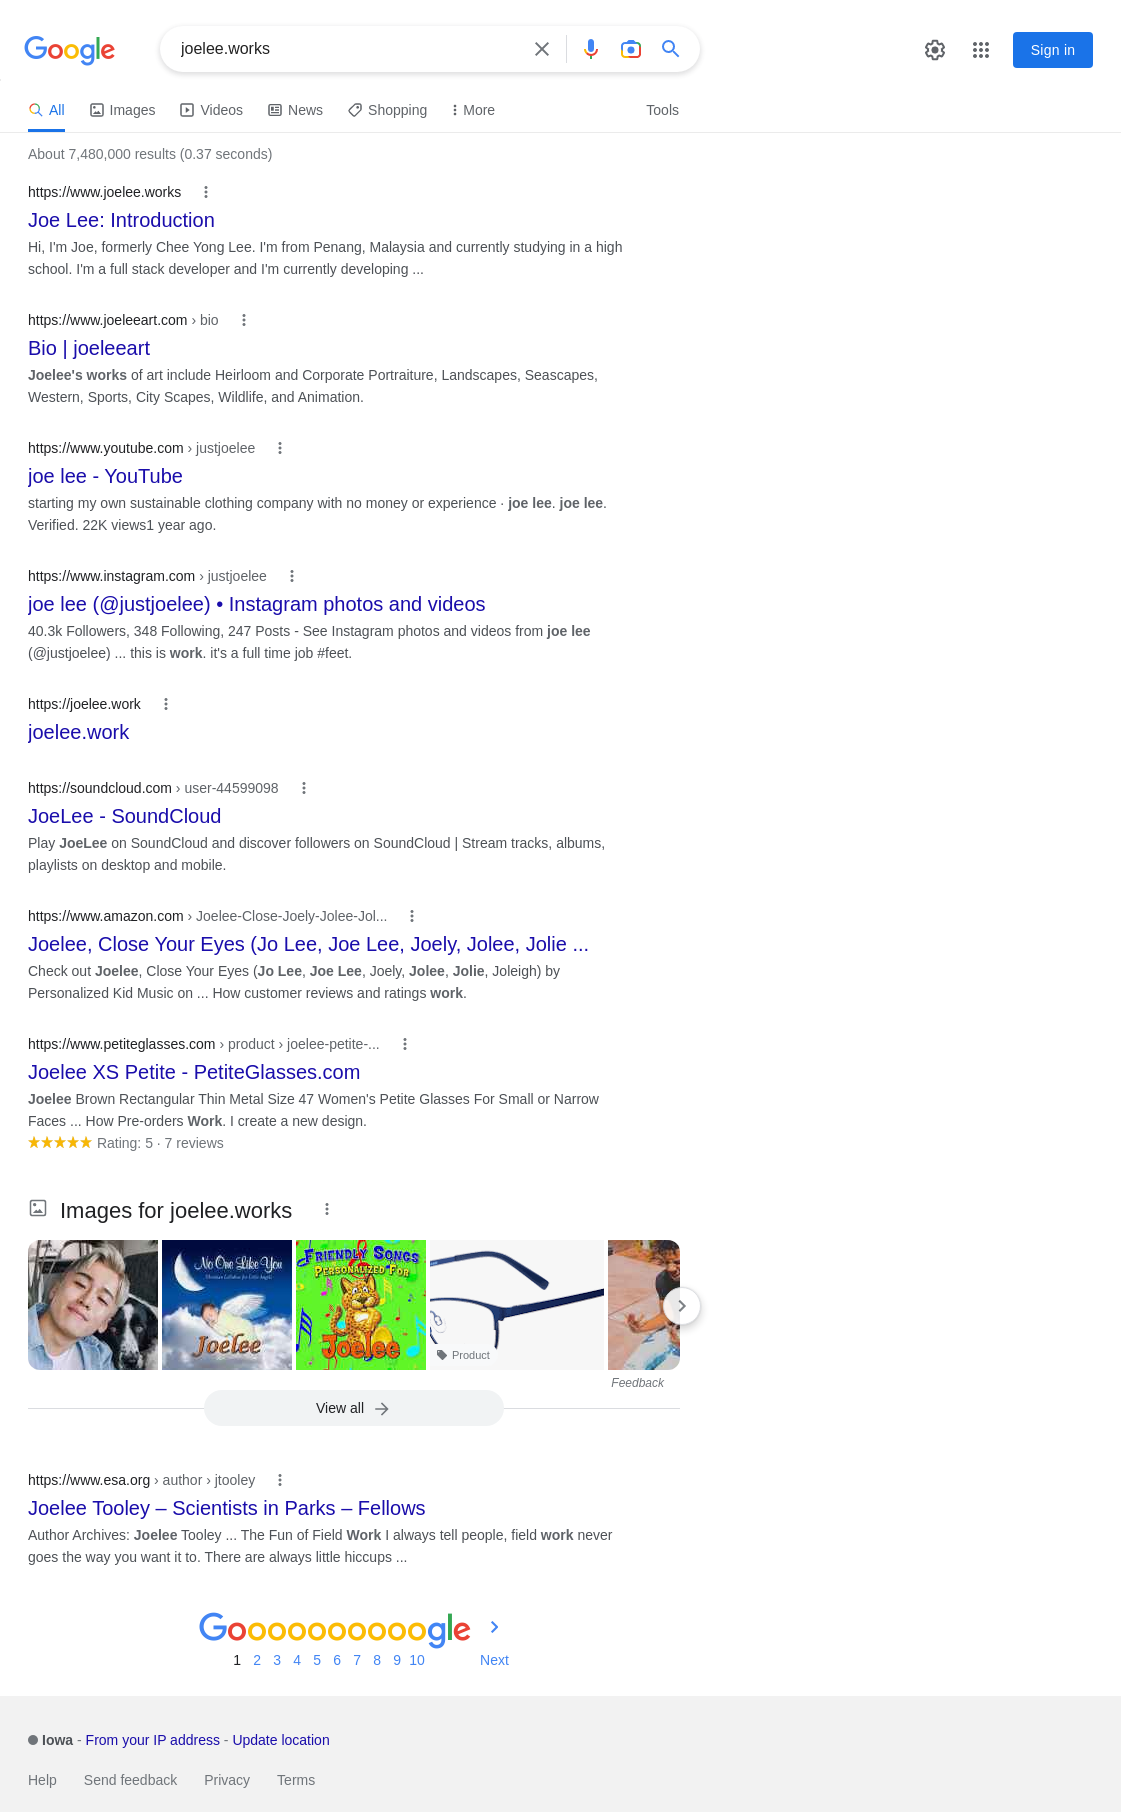 Google
joelee.works
Sign in
All
Images
Videos
News
Shopping
More
Tools
About 7,480,000 results (0.37 seconds)
https://www.joelee.works
Joe Lee: Introduction
Hi, I'm Joe, formerly Chee Yong Lee. I'm from Penang, Malaysia and currently studying in a high
school. I'm a full stack developer and I'm currently developing ...
https://www.joeleeart.com › bio
Bio | joeleeart
Joelee's works of art include Heirloom and Corporate Portraiture, Landscapes, Seascapes,
Western, Sports, City Scapes, Wildlife, and Animation.
https://www.youtube.com › justjoelee
joe lee - YouTube
starting my own sustainable clothing company with no money or experience · joe lee. joe lee.
Verified. 22K views1 year ago.
https://www.instagram.com › justjoelee
joe lee (@justjoelee) • Instagram photos and videos
40.3k Followers, 348 Following, 247 Posts - See Instagram photos and videos from joe lee
(@justjoelee) ... this is work. it's a full time job #feet.
https://joelee.work
joelee.work
https://soundcloud.com › user-44599098
JoeLee - SoundCloud
Play JoeLee on SoundCloud and discover followers on SoundCloud | Stream tracks, albums,
playlists on desktop and mobile.
https://www.amazon.com › Joelee-Close-Joely-Jolee-Jol...
Joelee, Close Your Eyes (Jo Lee, Joe Lee, Joely, Jolee, Jolie ...
Check out Joelee, Close Your Eyes (Jo Lee, Joe Lee, Joely, Jolee, Jolie, Joleigh) by
Personalized Kid Music on ... How customer reviews and ratings work.
https://www.petiteglasses.com › product › joelee-petite-...
Joelee XS Petite - PetiteGlasses.com
Joelee Brown Rectangular Thin Metal Size 47 Women's Petite Glasses For Small or Narrow
Faces ... How Pre-orders Work. I create a new design.
Rating: 5 · 7 reviews
Images for joelee.works
No One Like You
Joelee
FRIENDLY SONGS
PERSONALIZED FOR
Joelee
Product
Feedback
View all
https://www.esa.org › author › jtooley
Joelee Tooley – Scientists in Parks – Fellows
Author Archives: Joelee Tooley ... The Fun of Field Work I always tell people, field work never
goes the way you want it to. There are always little hiccups ...
Goooooooooogle
1 2 3 4 5 6 7 8 9 10 Next
Iowa - From your IP address - Update location
Help Send feedback Privacy Terms